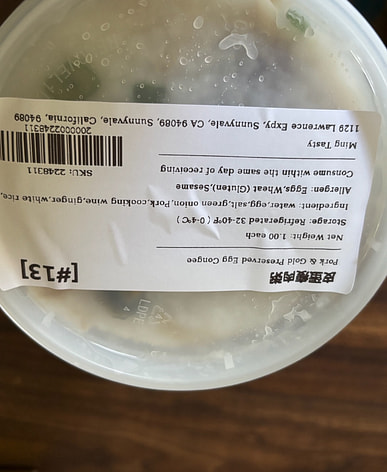 皮蛋瘦肉粥
[#13]
Pork & Gold Preserved Egg Congee
Net Weight: 1.00 each
Storage: Refrigerated 32-40°F ( 0-4℃ )
Ingredient: water,egg,salt,green onion,Pork,cooking wine,ginger,white rice,
Allergen: Eggs,Wheat (Gluten),Sesame
Consume within the same day of receiving
SKU: 2248311
2000002248311
Ming Tasty
1129 Lawrence Expy, Sunnyvale, CA 94089, Sunnyvale, California, 94089
LDPE
4